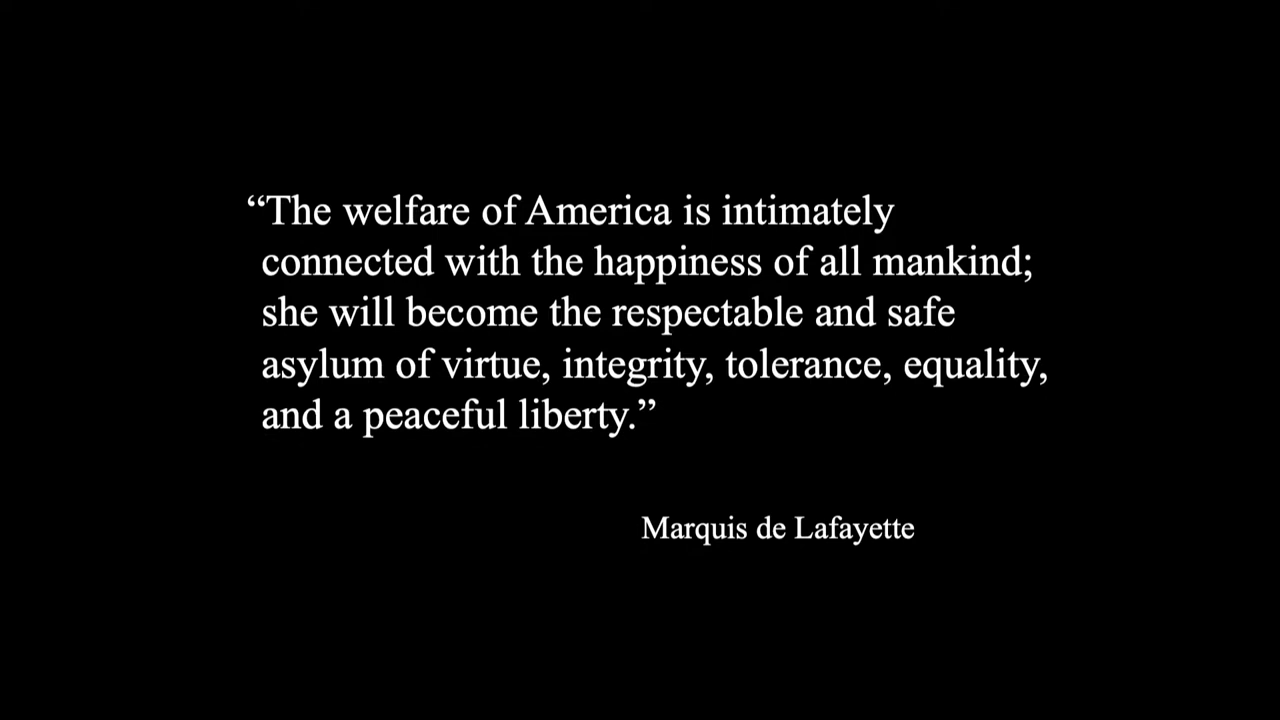 “The welfare of America is intimately
connected with the happiness of all mankind;
she will become the respectable and safe
asylum of virtue, integrity, tolerance, equality,
and a peaceful liberty.”
Marquis de Lafayette